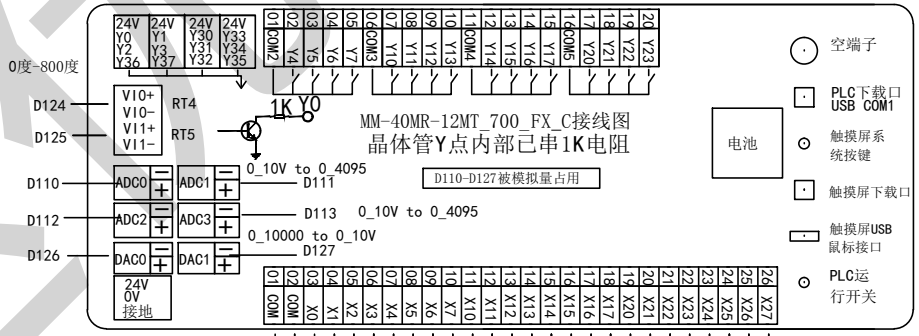 24V 24V 24V 24V
Y0 Y1 Y30 Y33
Y2 Y3 Y31 Y34
Y36 Y37 Y32 Y35
01 02 03 04 05 06 07 08 09 10 11 12 13 14 15 16 17 18 19 20
COM2 Y4 Y5 Y6 Y7 COM3 Y10 Y11 Y12 Y13 COM4 Y14 Y15 Y16 Y17 COM5 Y20 Y21 Y22 Y23
空端子
0度-800度
PLC下载口
USB COM1
D124
VI0+
VI0-
RT4
D125
VI1+
VI1-
RT5
1K Y0
MM-40MR-12MT_700_FX_C接线图
晶体管Y点内部已串1K电阻
电池
触摸屏系
统按键
0_10V to 0_4095
D110
ADC0
ADC1
D111
D110-D127被模拟量占用
触摸屏下载口
D112
ADC2
ADC3
D113 0_10V to 0_4095
0_10000 to 0_10V
触摸屏USB
鼠标接口
D126
DAC0
DAC1
D127
24V
0V
接地
PLC运
行开关
01 02 03 04 05 06 07 08 09 10 11 12 13 14 15 16 17 18 19 20 21 22 23 24 25 26
COM COM X0 X1 X2 X3 X4 X5 X6 X7 X10 X11 X12 X13 X14 X15 X16 X17 X20 X21 X22 X23 X24 X25 X26 X27